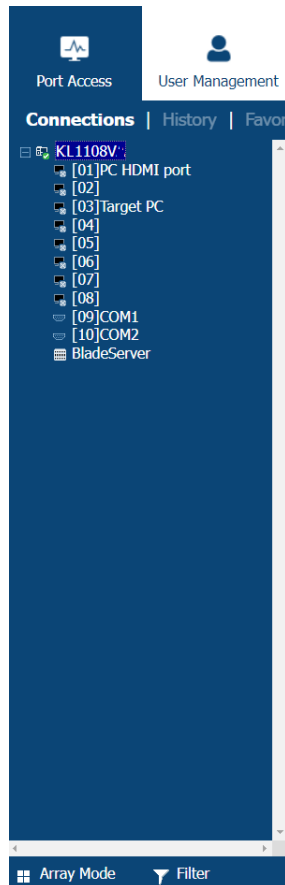 Port Access
User Management
Connections | History | Favor
KL1108V
[01]PC HDMI port
[02]
[03]Target PC
[04]
[05]
[06]
[07]
[08]
[09]COM1
[10]COM2
BladeServer
Array Mode
Filter